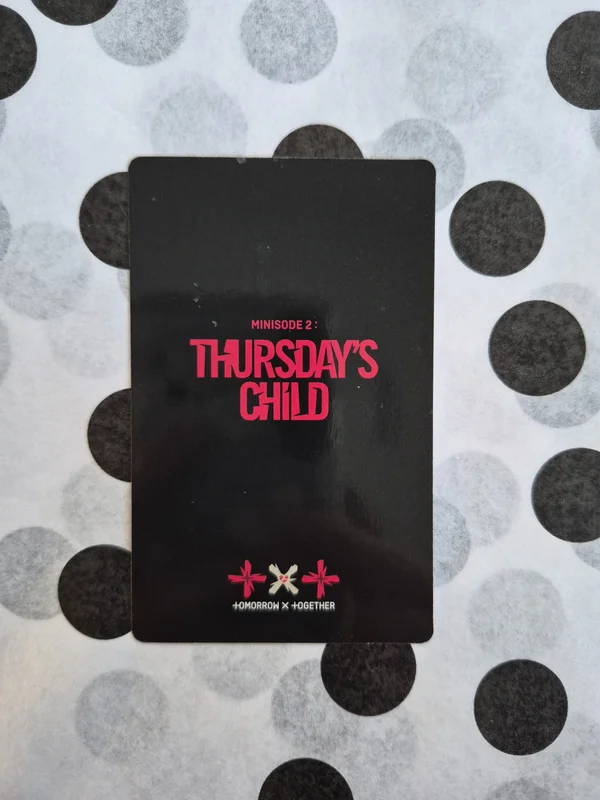 MINISODE 2 :
THURSDAY'S
CHILD
TOMORROW X TOGETHER